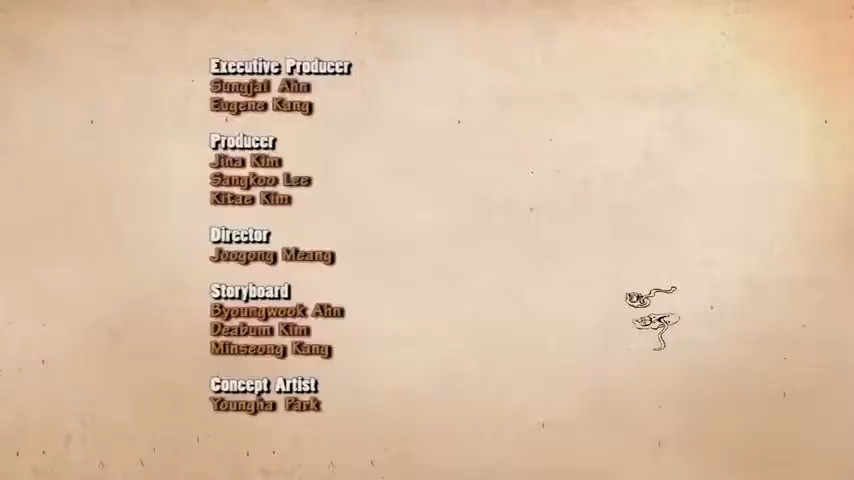 Executive Producer
Sungjai Ahn
Eugene Kang
Producer
Jina Kim
Sangkoo Lee
Kitae Kim
Director
Joogong Meang
Storyboard
Byoungwook Ahn
Deabum Kim
Minseong Kang
Concept Artist
Youngha Park